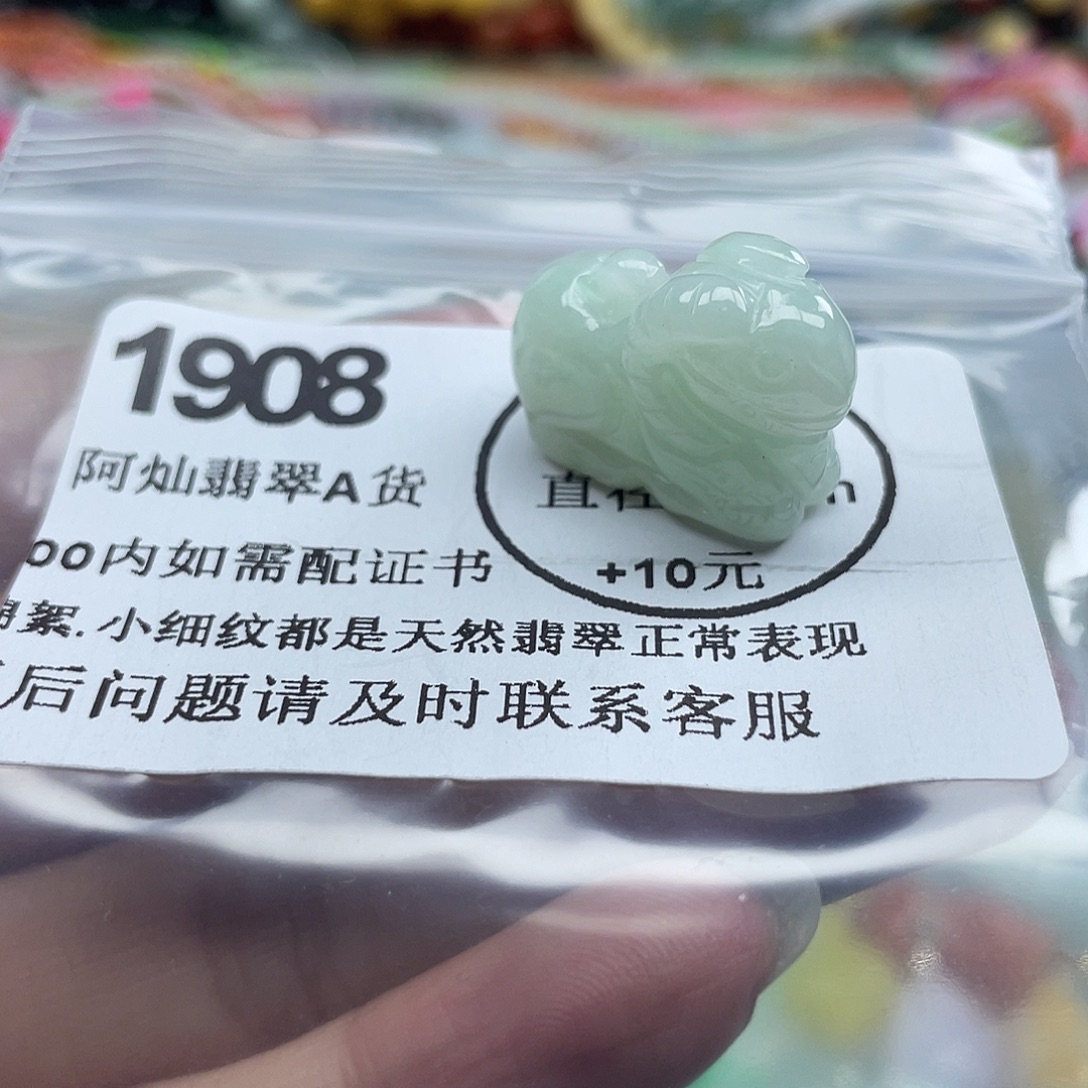 1908
阿灿翡翠A货
直径
00内如需配证书
+10元
絮.小细纹都是天然翡翠正常表现
后问题请及时联系客服